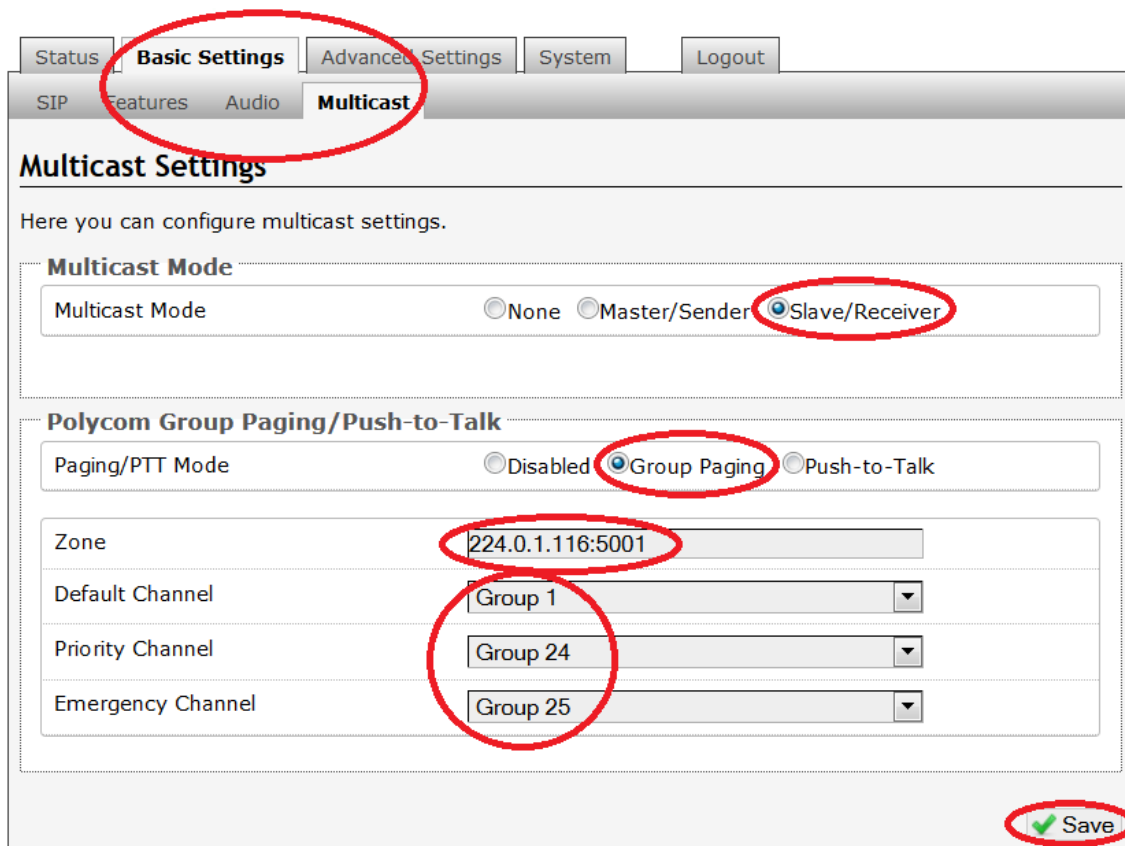 Status Basic Settings Advanced Settings System Logout
SIP Features Audio Multicast
Multicast Settings
Here you can configure multicast settings.
Multicast Mode
Multicast Mode None Master/Sender Slave/Receiver
Polycom Group Paging/Push-to-Talk
Paging/PTT Mode Disabled Group Paging Push-to-Talk
Zone 224.0.1.116:5001
Default Channel Group 1
Priority Channel Group 24
Emergency Channel Group 25
Save